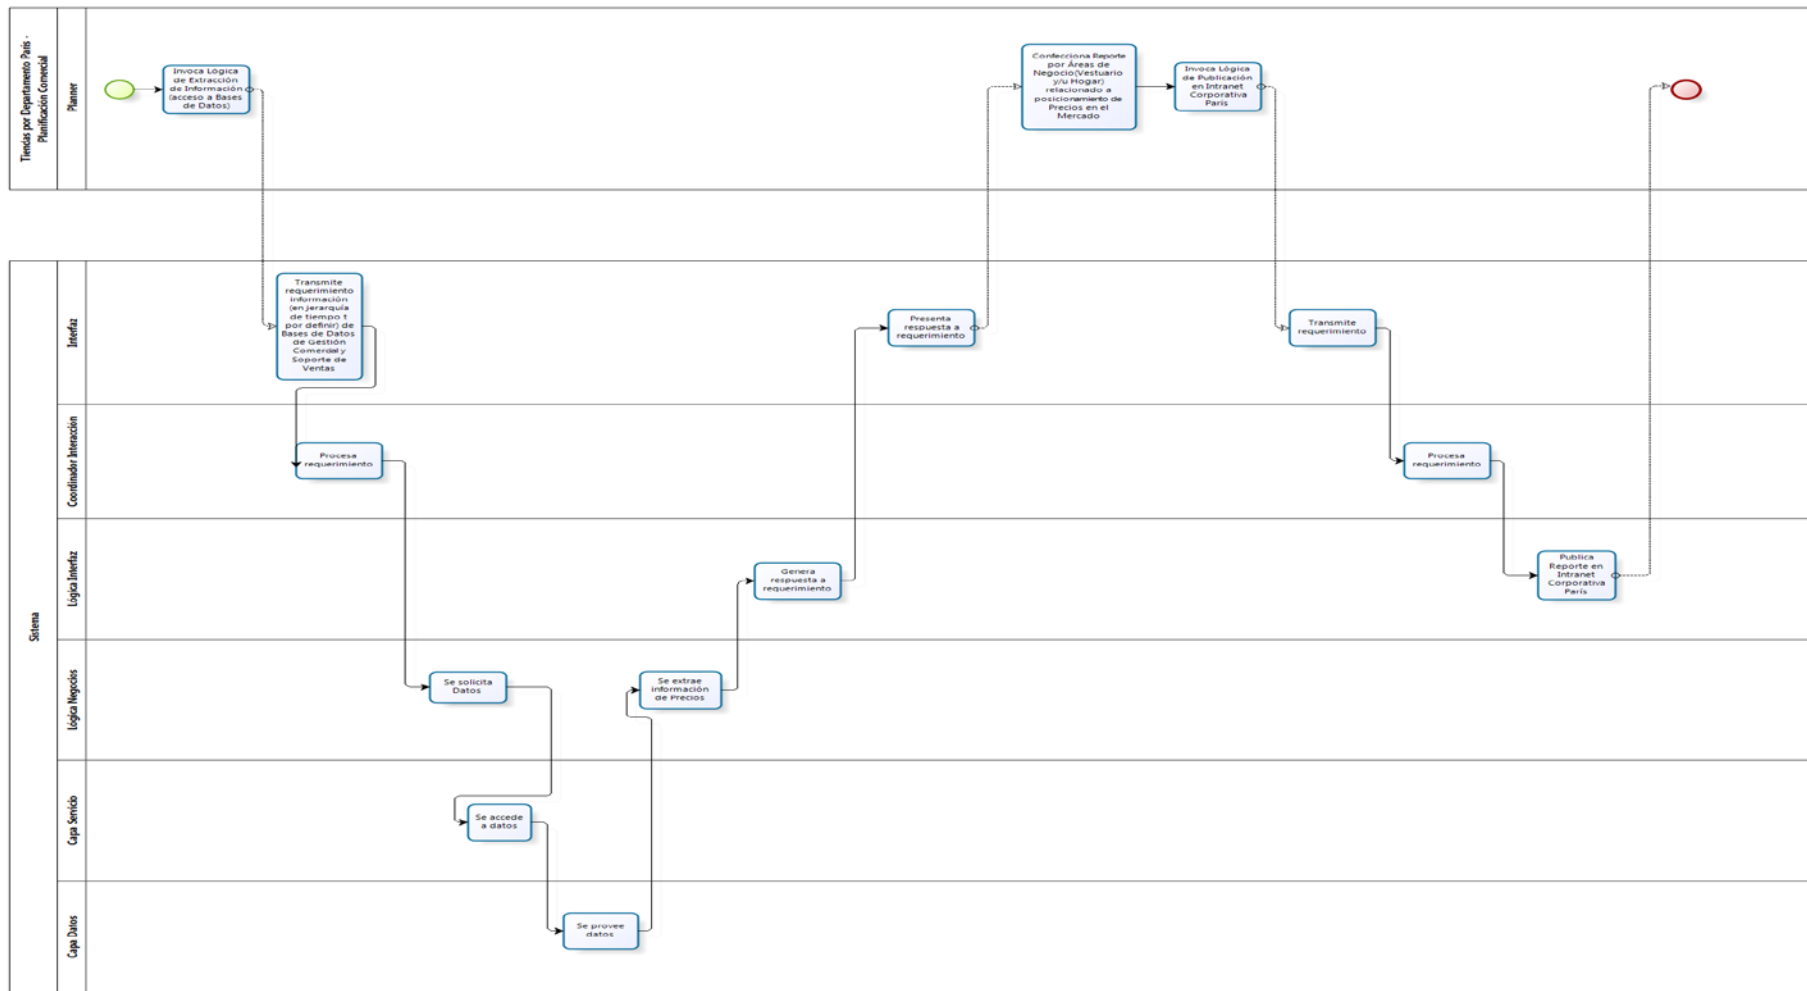 Tiendas por Departamento París -
Planificación Comercial
Planner
Invoca Lógica
de Extracción
de Información
(acceso a Bases
de Datos)
Confecciona Reporte
por Áreas de
Negocio(Vestuario
y/u Hogar)
relacionado a
posicionamiento de
Precios en el
Mercado
Invoca Lógica
de Publicación
en Intranet
Corporativa
París
Sistema
Interfaz
Transmite
requerimiento
información
(en jerarquía
de tiempo t
por definir) de
Bases de Datos
de Gestión
Comercial y
Soporte de
Ventas
Presenta
respuesta a
requerimiento
Transmite
requerimiento
Coordinador Interacción
Procesa
requerimiento
Procesa
requerimiento
Lógica Interfaz
Genera
respuesta a
requerimiento
Publica
Reporte en
Intranet
Corporativa
París
Lógica Negocios
Se solicita
Datos
Se extrae
información
de Precios
Capa Servicio
Se accede
a datos
Capa Datos
Se provee
datos